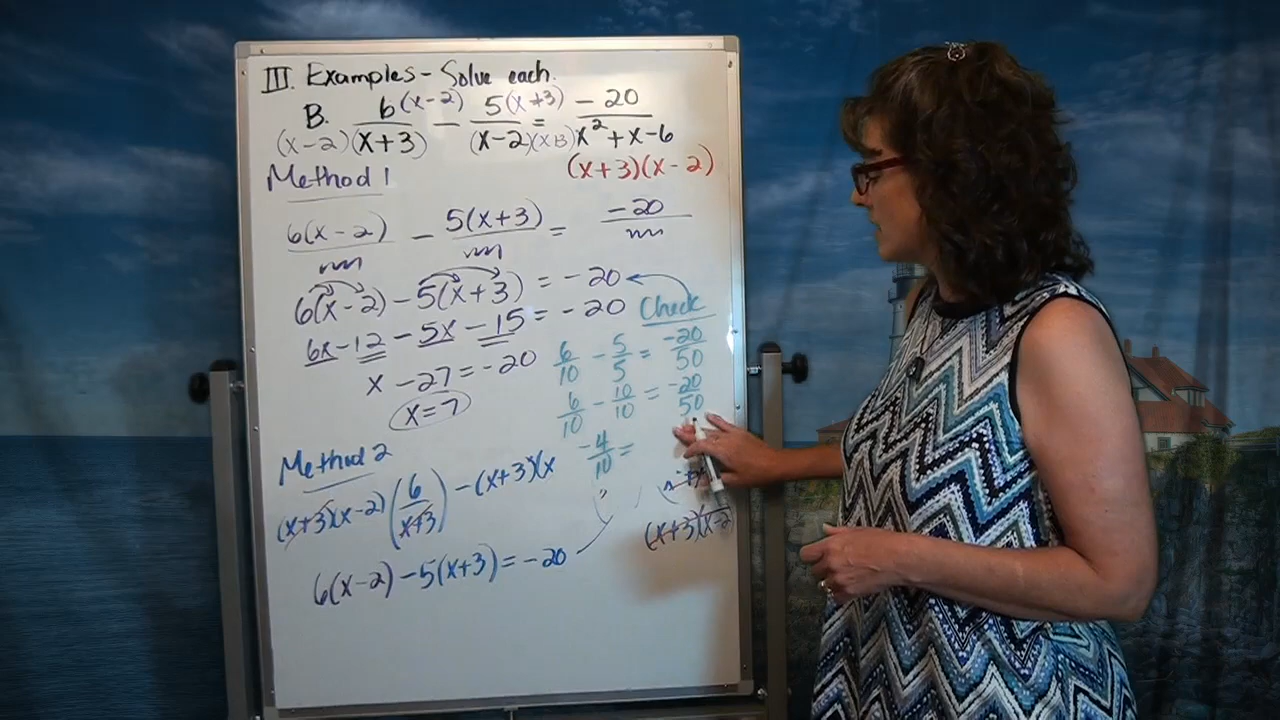 III. Examples - Solve each.
B. 6(x-2) / (x-2)(x+3) - 5(x+3) / (x-2)(x+3) = -20 / x² + x - 6
(x+3)(x-2)
Method 1
6(x-2) - 5(x+3) = -20
6(x-2) - 5(x+3) = -20
6x - 12 - 5x - 15 = -20
x - 27 = -20
x = 7
Check
6/10 - 5/5 = -20/50
6/10 - 10/10 = -20/50
-4/10 =
Method 2
(x+3)(x-2) (6/x+3) - (x+3)(x
(x+3)(x-2
6(x-2) - 5(x+3) = -20